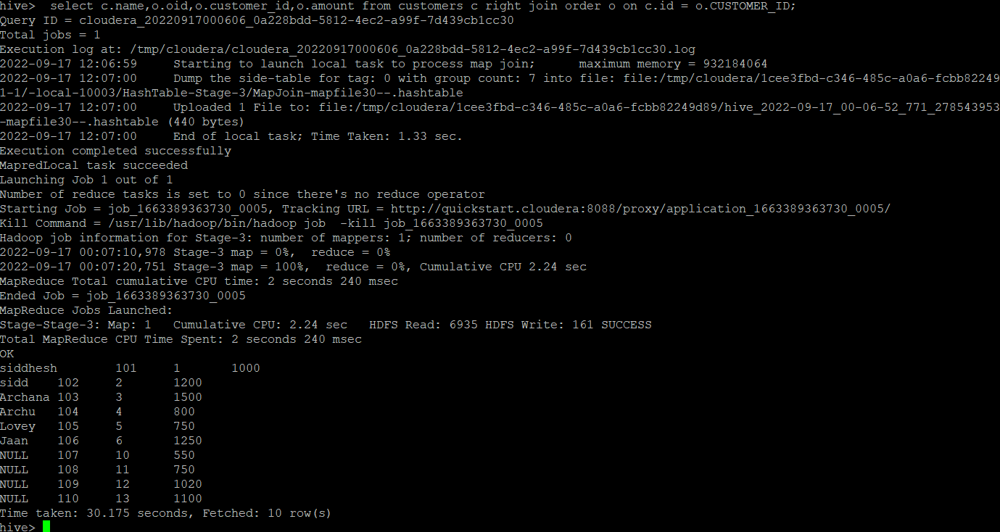 hive>  select c.name,o.oid,o.customer_id,o.amount from customers c right join order o on c.id = o.CUSTOMER_ID;
Query ID = cloudera_20220917000606_0a228bdd-5812-4ec2-a99f-7d439cb1cc30
Total jobs = 1
Execution log at: /tmp/cloudera/cloudera_20220917000606_0a228bdd-5812-4ec2-a99f-7d439cb1cc30.log
2022-09-17 12:06:59     Starting to launch local task to process map join;      maximum memory = 932184064
2022-09-17 12:07:00     Dump the side-table for tag: 0 with group count: 7 into file: file:/tmp/cloudera/1cee3fbd-c346-485c-a0a6-fcbb82249
1-1/-local-10003/HashTable-Stage-3/MapJoin-mapfile30--.hashtable
2022-09-17 12:07:00     Uploaded 1 File to: file:/tmp/cloudera/1cee3fbd-c346-485c-a0a6-fcbb82249d89/hive_2022-09-17_00-06-52_771_278543953
-mapfile30--.hashtable (440 bytes)
2022-09-17 12:07:00     End of local task; Time Taken: 1.33 sec.
Execution completed successfully
MapredLocal task succeeded
Launching Job 1 out of 1
Number of reduce tasks is set to 0 since there's no reduce operator
Starting Job = job_1663389363730_0005, Tracking URL = http://quickstart.cloudera:8088/proxy/application_1663389363730_0005/
Kill Command = /usr/lib/hadoop/bin/hadoop job  -kill job_1663389363730_0005
Hadoop job information for Stage-3: number of mappers: 1; number of reducers: 0
2022-09-17 00:07:10,978 Stage-3 map = 0%,  reduce = 0%
2022-09-17 00:07:20,751 Stage-3 map = 100%,  reduce = 0%, Cumulative CPU 2.24 sec
MapReduce Total cumulative CPU time: 2 seconds 240 msec
Ended Job = job_1663389363730_0005
MapReduce Jobs Launched:
Stage-Stage-3: Map: 1   Cumulative CPU: 2.24 sec   HDFS Read: 6935 HDFS Write: 161 SUCCESS
Total MapReduce CPU Time Spent: 2 seconds 240 msec
OK
siddhesh        101     1       1000
sidd    102     2       1200
Archana 103     3       1500
Archu   104     4       800
Lovey   105     5       750
Jaan    106     6       1250
NULL    107     10      550
NULL    108     11      750
NULL    109     12      1020
NULL    110     13      1100
Time taken: 30.175 seconds, Fetched: 10 row(s)
hive>